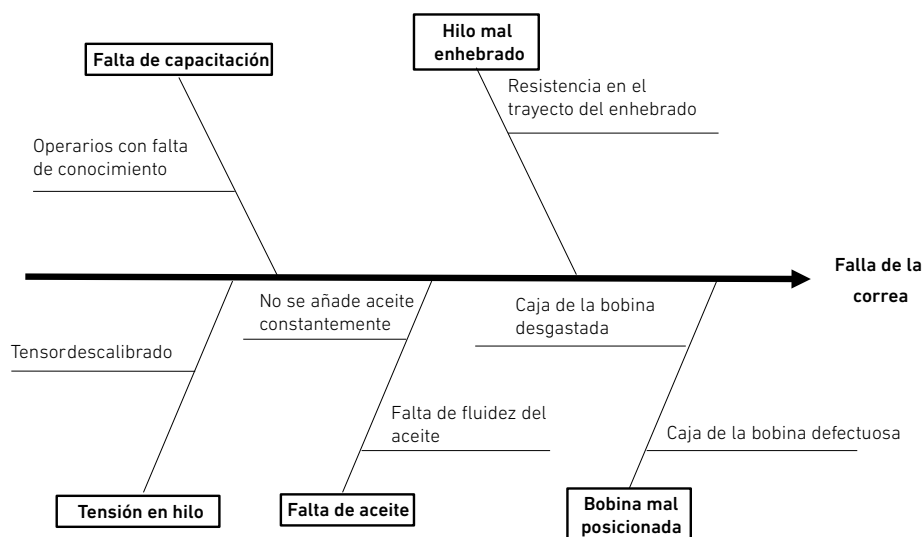 Hilo mal
enhebrado
Falta de capacitación
Resistencia en el
trayecto del enhebrado
Operarios con falta
de conocimiento
Falla de la
correa
No se añade aceite
constantemente
Caja de la bobina
desgastada
Tensordescalibrado
Falta de fluidez del
aceite
Caja de la bobina defectuosa
Tensión en hilo
Falta de aceite
Bobina mal
posicionada